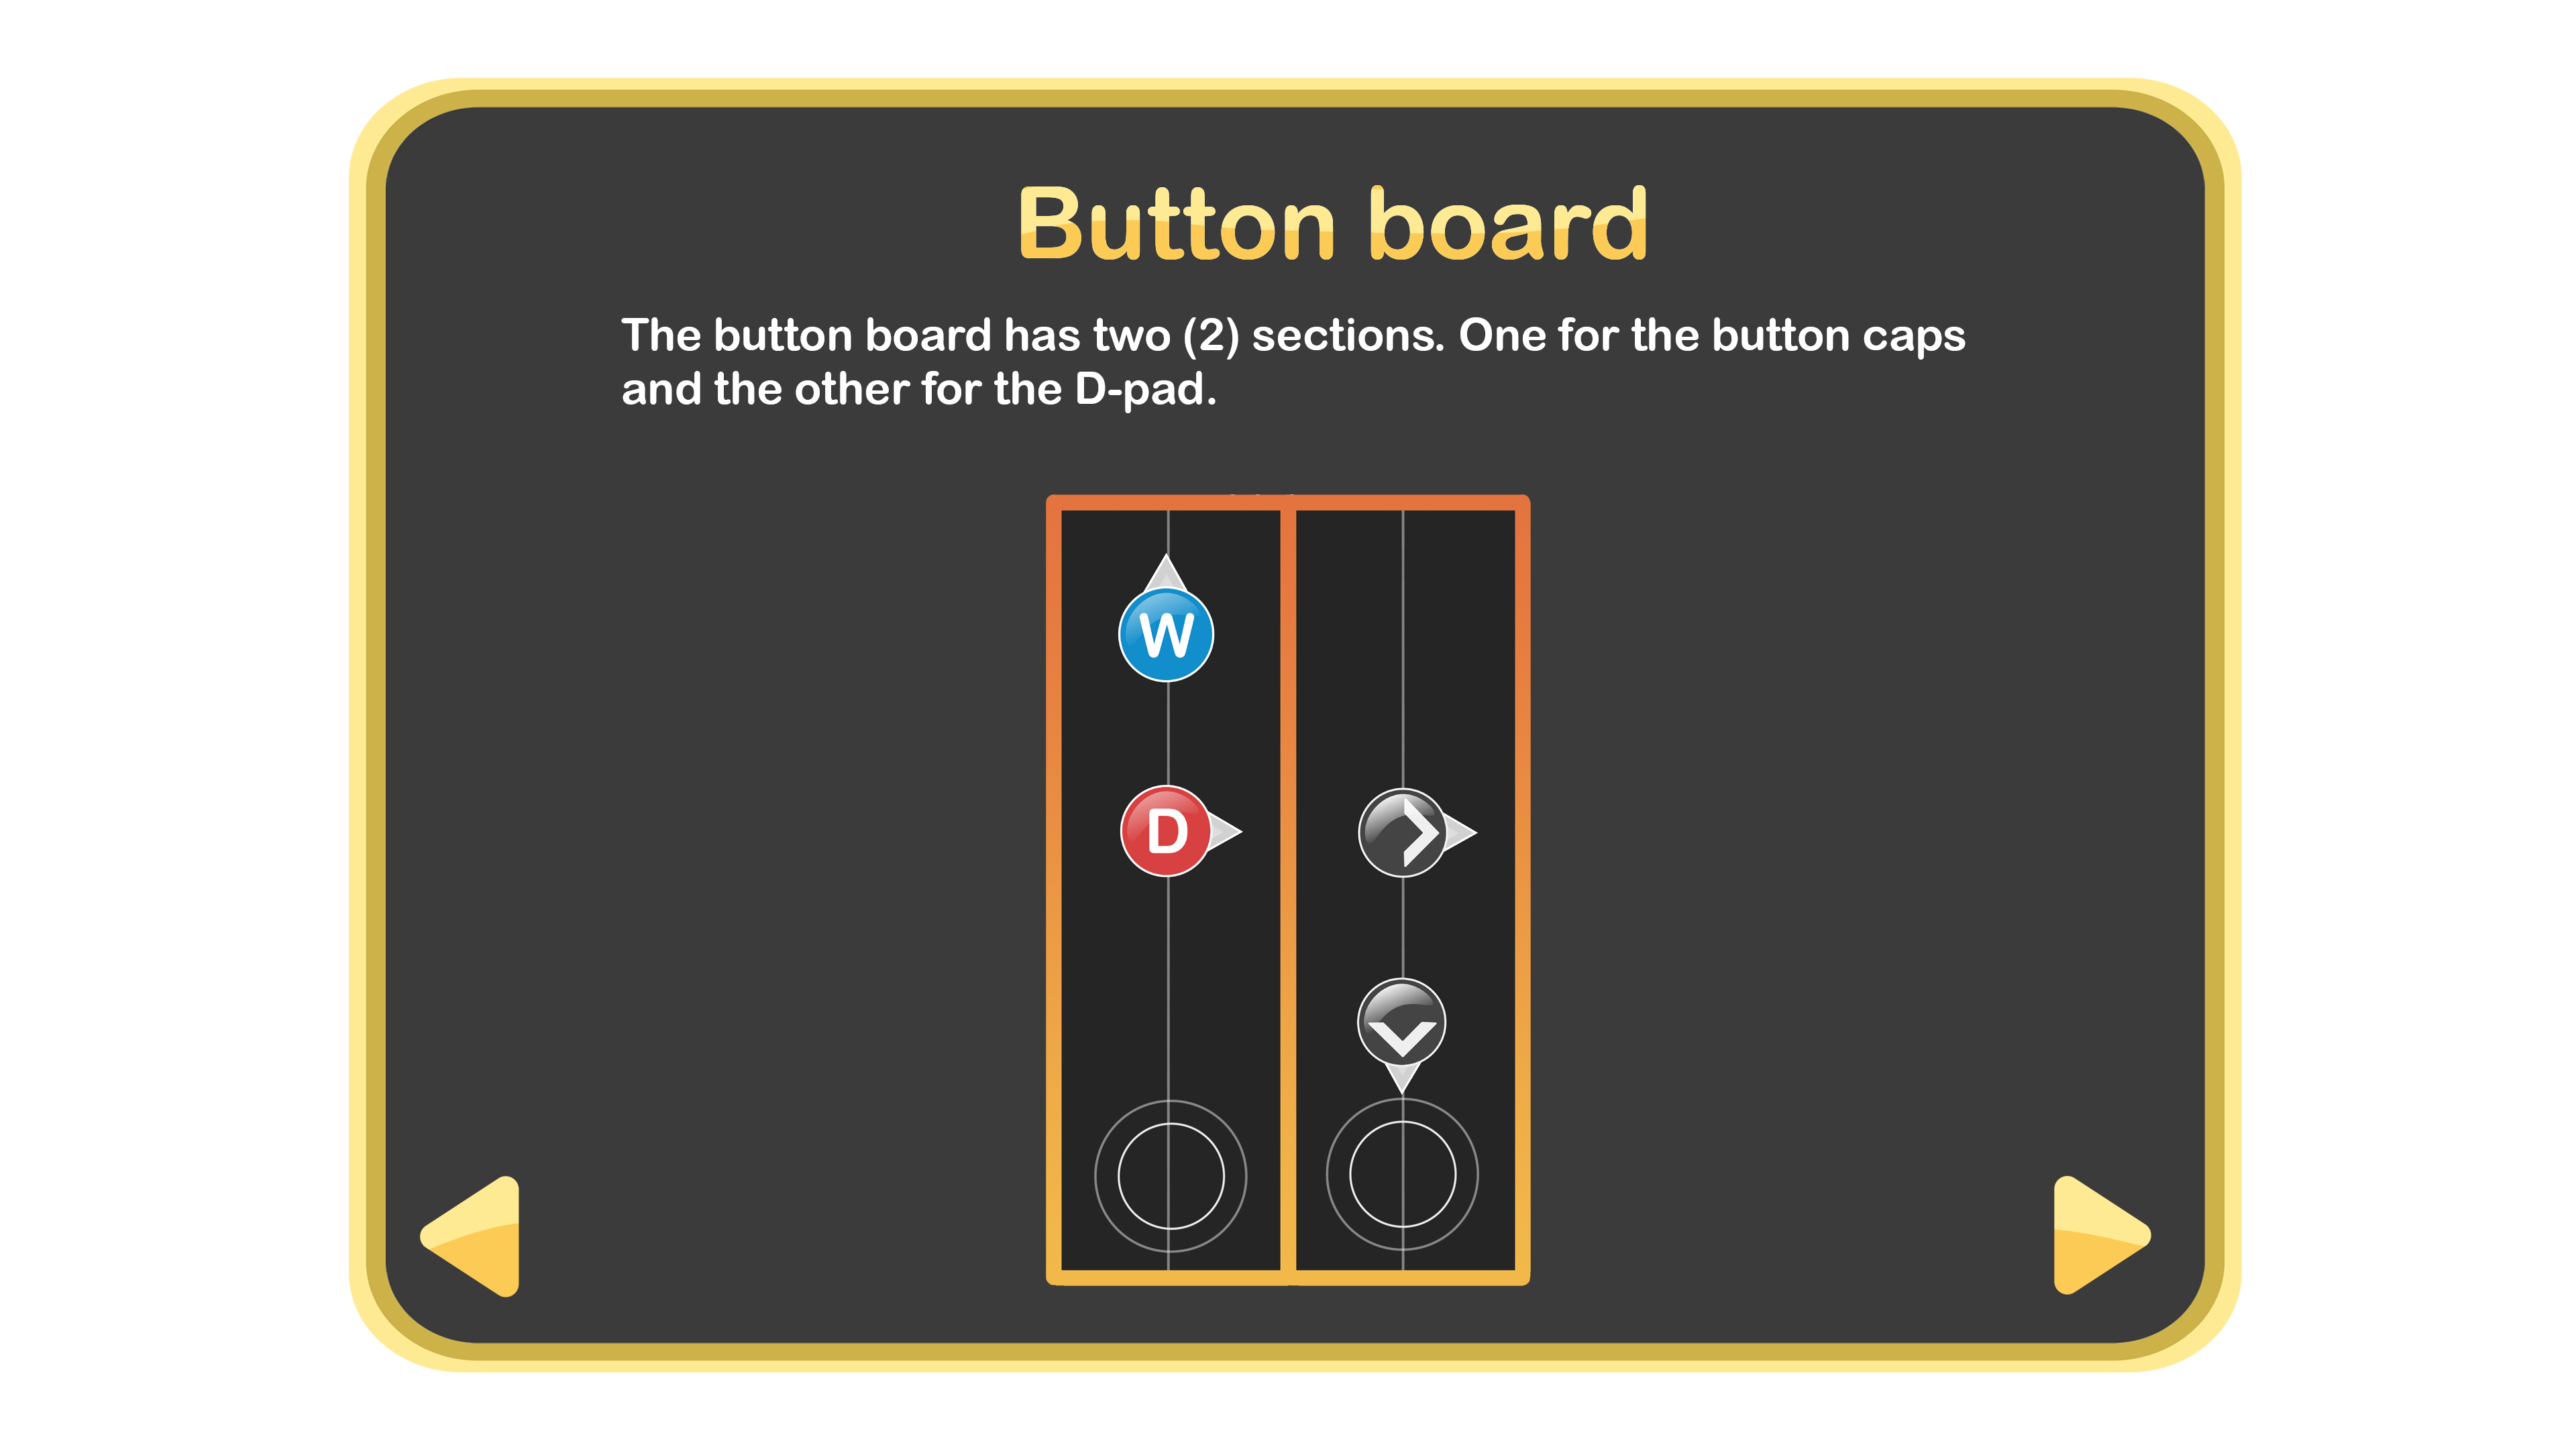 Button board
The button board has two (2) sections. One for the button caps
and the other for the D-pad.
W
D